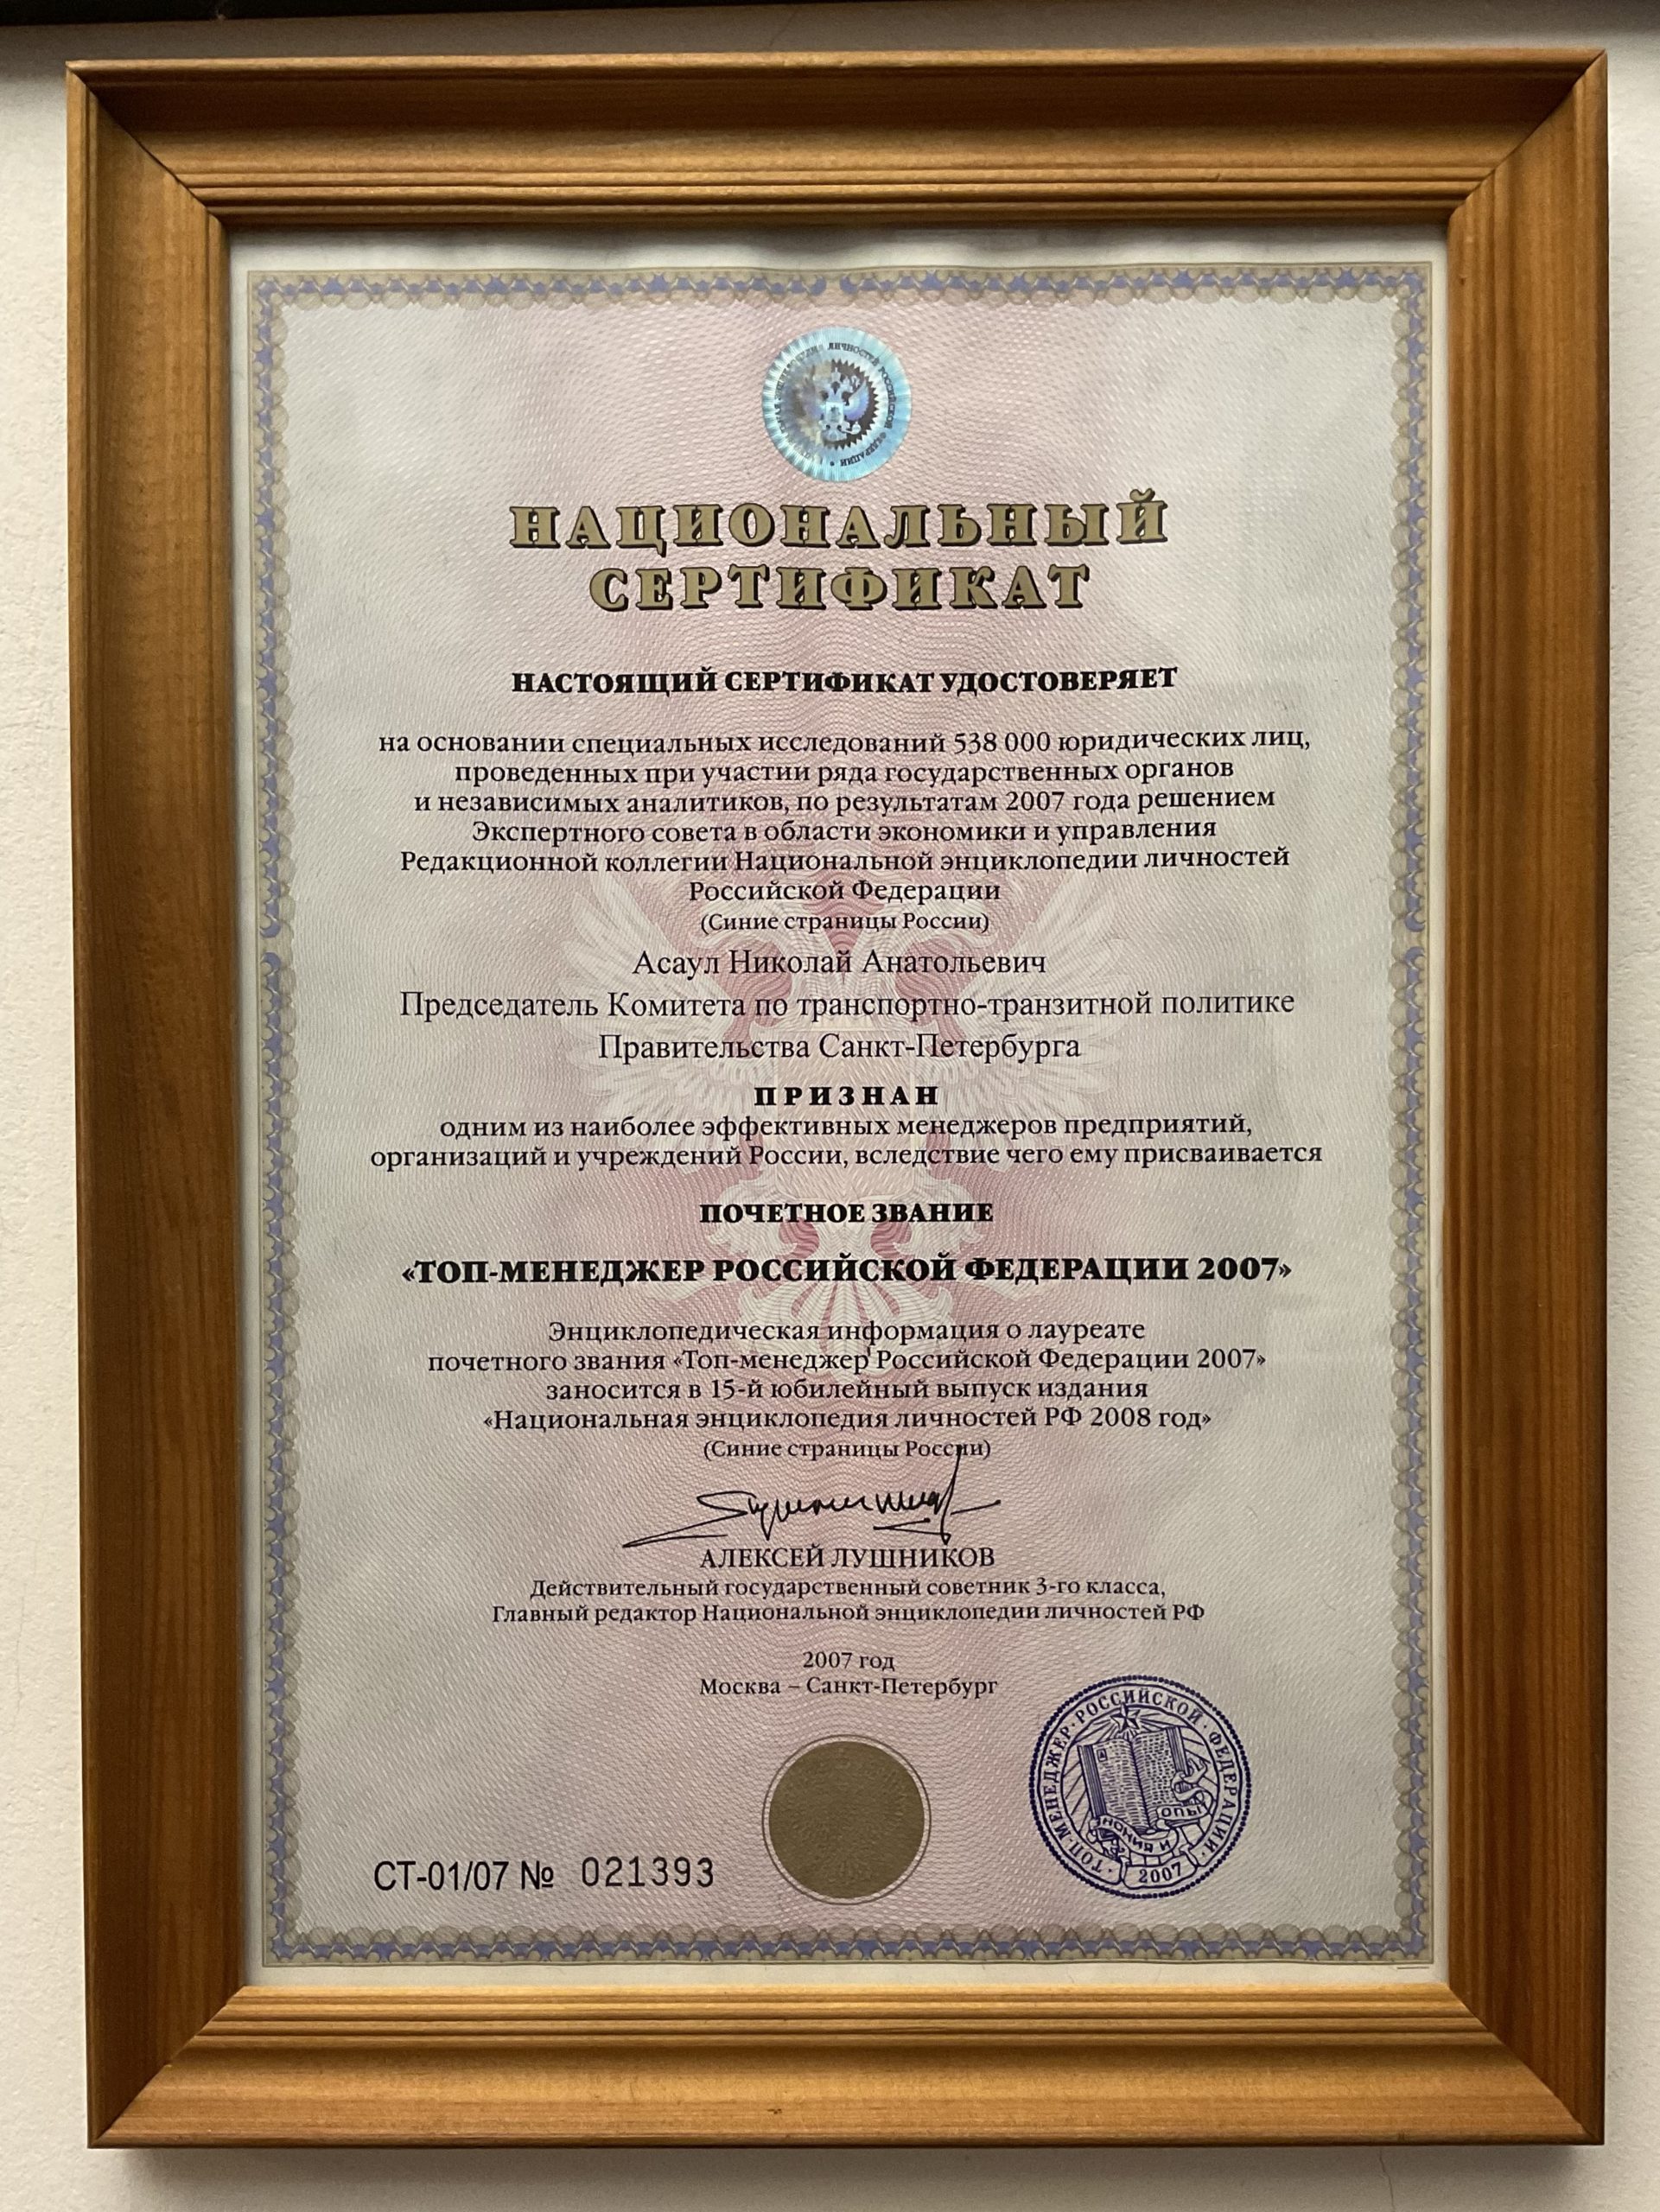 НАЦИОНАЛЬНЫЙ
СЕРТИФИКАТ
НАСТОЯЩИЙ СЕРТИФИКАТ УДОСТОВЕРЯЕТ
на основании специальных исследований 538 000 юридических лиц,
проведенных при участии ряда государственных органов
и независимых аналитиков, по результатам 2007 года решением
Экспертного совета в области экономики и управления
Редакционной коллегии Национальной энциклопедии личностей
Российской Федерации
(Синие страницы России)
Асаул Николай Анатольевич
Председатель Комитета по транспортно-транзитной политике
Правительства Санкт-Петербурга
ПРИЗНАН
одним из наиболее эффективных менеджеров предприятий,
организаций и учреждений России, вследствие чего ему присваивается
ПОЧЕТНОЕ ЗВАНИЕ
«ТОП-МЕНЕДЖЕР РОССИЙСКОЙ ФЕДЕРАЦИИ 2007»
Энциклопедическая информация о лауреате
почетного звания «Топ-менеджер Российской Федерации 2007»
заносится в 15-й юбилейный выпуск издания
«Национальная энциклопедия личностей РФ 2008 год»
(Синие страницы России)
АЛЕКСЕЙ ЛУШНИКОВ
Действительный государственный советник 3-го класса,
Главный редактор Национальной энциклопедии личностей РФ
2007 год
Москва – Санкт-Петербург
ТОП-МЕНЕДЖЕР·РОССИЙСКОЙ·ФЕДЕРАЦИИ·
2007
СТ-01/07 № 021393